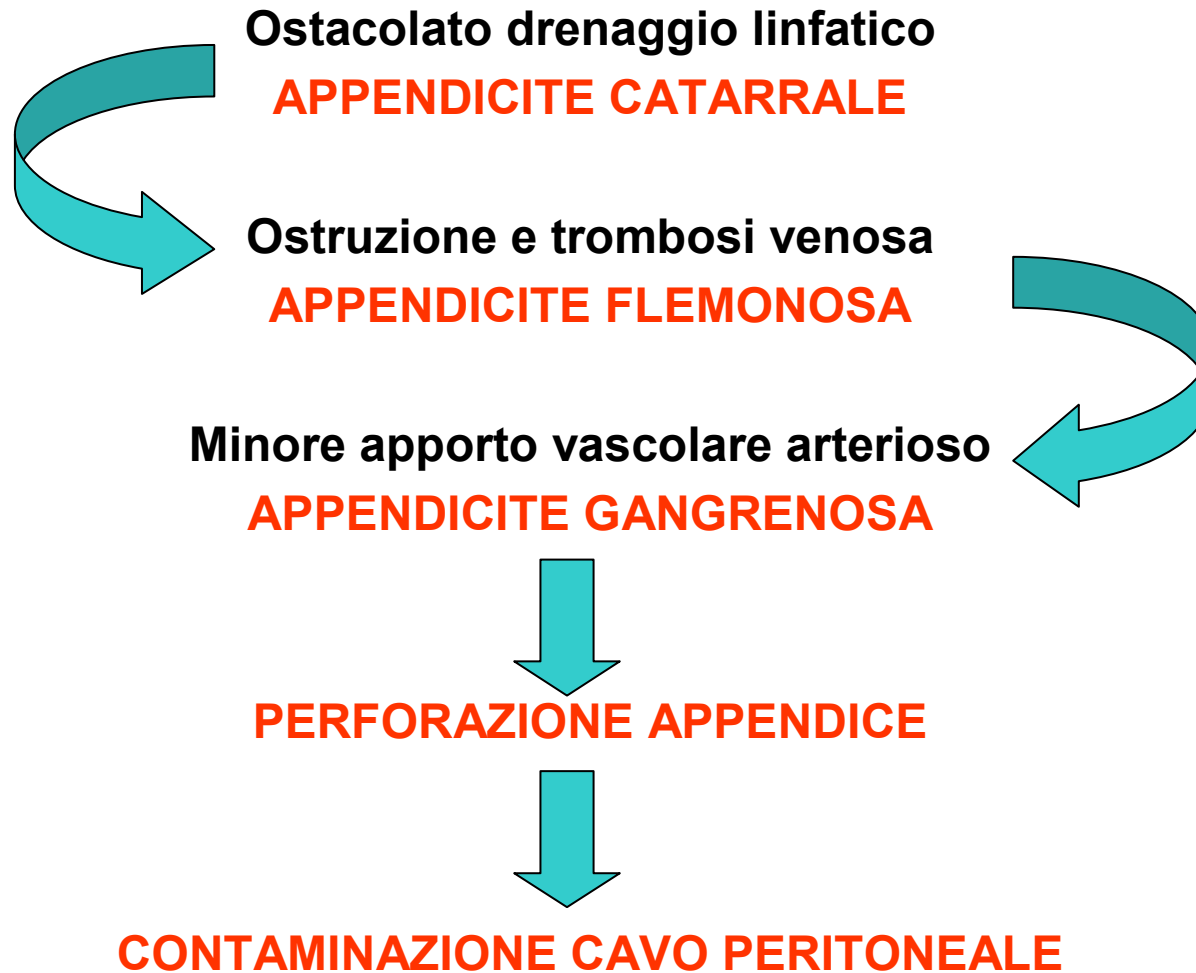 Ostacolato drenaggio linfatico
APPENDICITE CATARRALE
Ostruzione e trombosi venosa
APPENDICITE FLEMONOSA
Minore apporto vascolare arterioso
APPENDICITE GANGRENOSA
PERFORAZIONE APPENDICE
CONTAMINAZIONE CAVO PERITONEALE